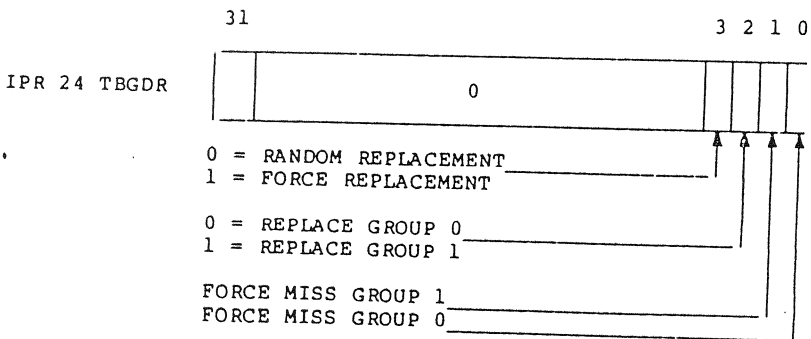 31
3 2 1 0
IPR 24 TBGDR
0
0 = RANDOM REPLACEMENT
1 = FORCE REPLACEMENT
0 = REPLACE GROUP 0
1 = REPLACE GROUP 1
FORCE MISS GROUP 1
FORCE MISS GROUP 0